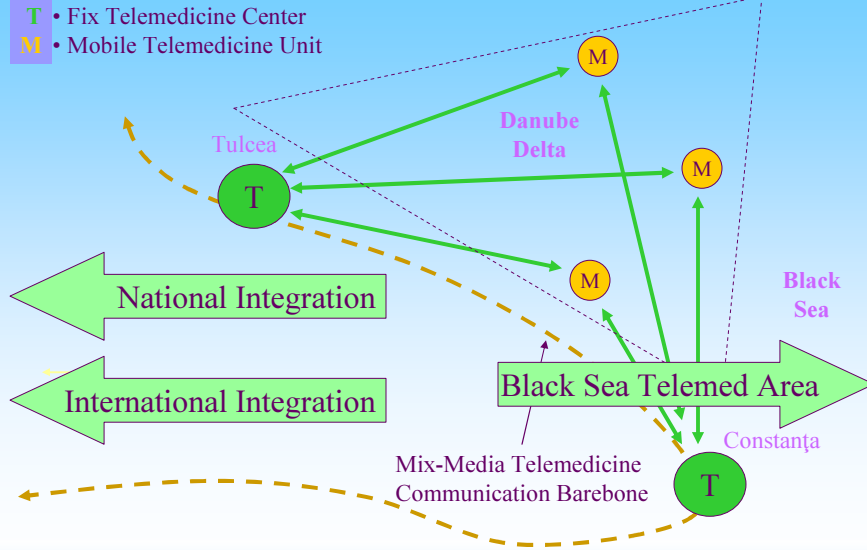 T • Fix Telemedicine Center
M • Mobile Telemedicine Unit
M
Danube
Delta
Tulcea
T
M
M
Black
Sea
National Integration
International Integration
Black Sea Telemed Area
Constanţa
Mix-Media Telemedicine
Communication Barebone
T